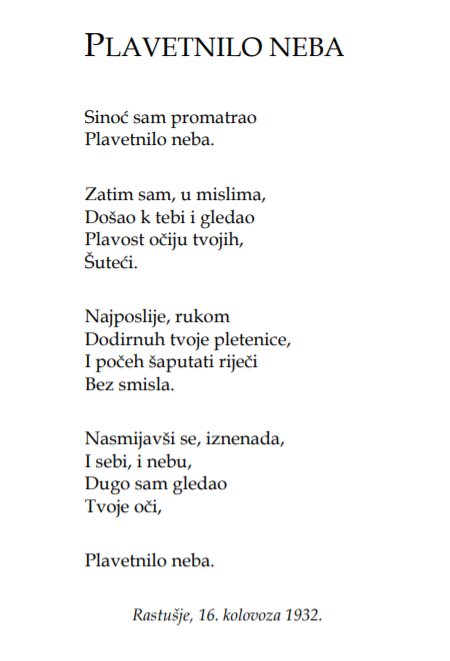 PLAVETNILO NEBA
Sinoć sam promatrao
Plavetnilo neba.
Zatim sam, u mislima,
Došao k tebi i gledao
Plavost očiju tvojih,
Šuteći.
Najposlije, rukom
Dodirnuh tvoje pletenice,
I počeh šaputati riječi
Bez smisla.
Nasmijavši se, iznenada,
I sebi, i nebu,
Dugo sam gledao
Tvoje oči,
Plavetnilo neba.
Rastušje, 16. kolovoza 1932.